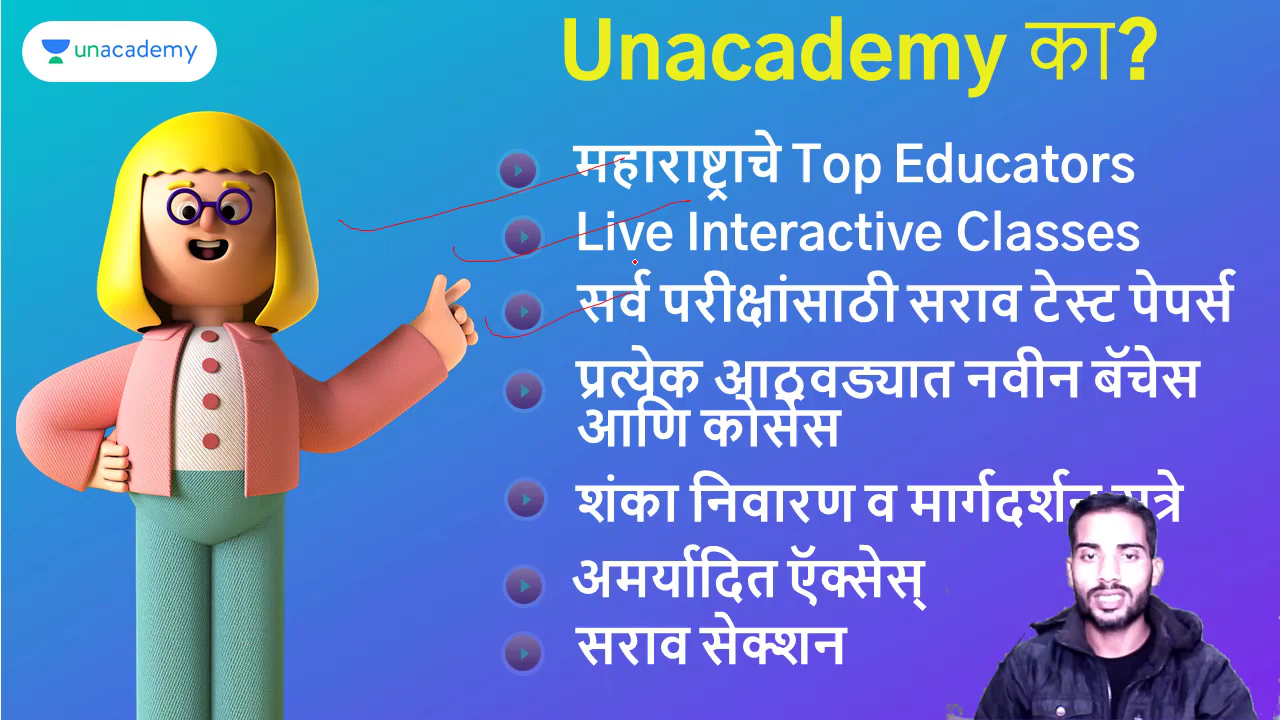 unacademy
Unacademy का?
महाराष्ट्राचे Top Educators
Live Interactive Classes
सर्व परीक्षांसाठी सराव टेस्ट पेपर्स
प्रत्येक आठवड्यात नवीन बॅचेस
आणि कोर्सेस
शंका निवारण व मार्गदर्शन
अमर्यादित ऍक्सेस्
सराव सेक्शन